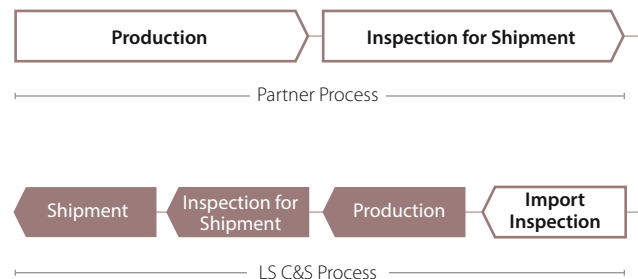 Production
Inspection for Shipment
Partner Process
Shipment
Inspection for
Shipment
Production
Import
Inspection
LS C&S Process